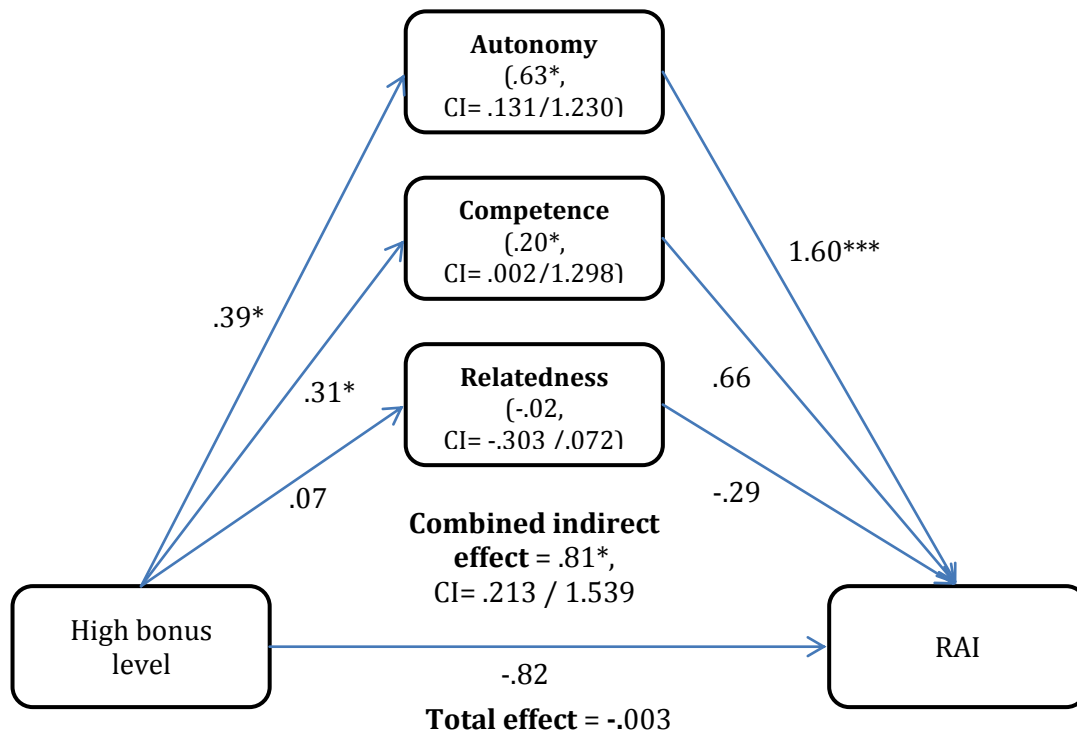 Autonomy
(.63*,
CI= .131/1.230)
Competence
(.20*,
CI= .002/1.298)
1.60***
.39*
Relatedness
(-.02,
CI= -.303 /.072)
.66
.31*
.07
-.29
Combined indirect
effect = .81*,
CI= .213 / 1.539
High bonus
level
RAI
-.82
Total effect = -.003